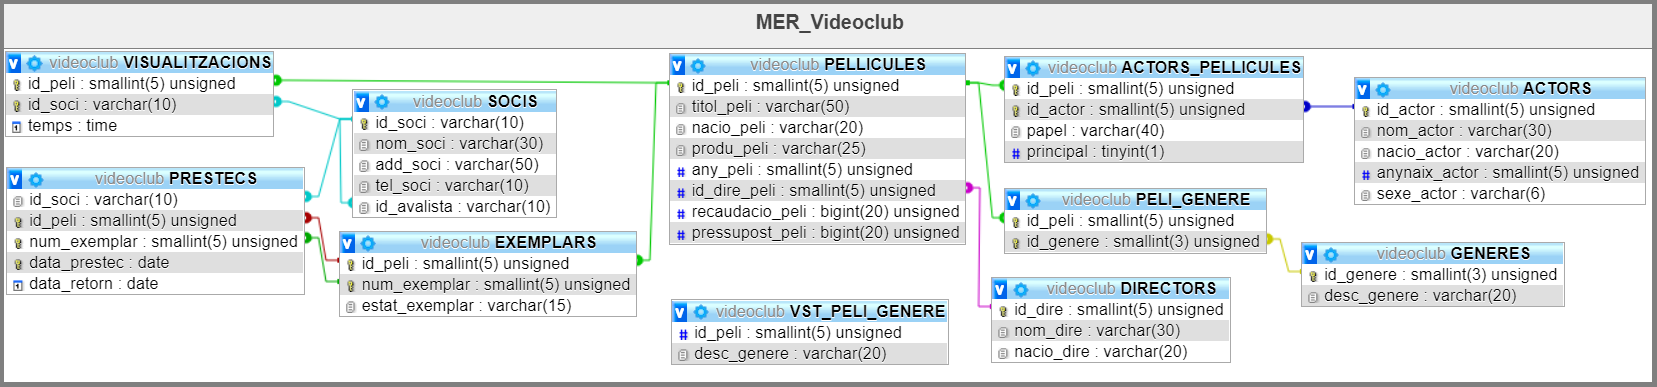 MER_Videoclub
videoclub VISUALITZACIONS
id_peli : smallint(5) unsigned
id_soci : varchar(10)
temps : time
videoclub SOCIS
id_soci : varchar(10)
nom_soci : varchar(30)
add_soci : varchar(50)
tel_soci : varchar(10)
id_avalista : varchar(10)
videoclub PRESTECS
id_soci : varchar(10)
id_peli : smallint(5) unsigned
num_exemplar : smallint(5) unsigned
data_prestec : date
data_retorn : date
videoclub EXEMPLARS
id_peli : smallint(5) unsigned
num_exemplar : smallint(5) unsigned
estat_exemplar : varchar(15)
videoclub PELLICULES
id_peli : smallint(5) unsigned
titol_peli : varchar(50)
nacio_peli : varchar(20)
produ_peli : varchar(25)
any_peli : smallint(5) unsigned
id_dire_peli : smallint(5) unsigned
recaudacio_peli : bigint(20) unsigned
pressupost_peli : bigint(20) unsigned
videoclub VST_PELI_GENERE
id_peli : smallint(5) unsigned
desc_genere : varchar(20)
videoclub ACTORS_PELLICULES
id_peli : smallint(5) unsigned
id_actor : smallint(5) unsigned
papel : varchar(40)
principal : tinyint(1)
videoclub PELI_GENERE
id_peli : smallint(5) unsigned
id_genere : smallint(3) unsigned
videoclub DIRECTORS
id_dire : smallint(5) unsigned
nom_dire : varchar(30)
nacio_dire : varchar(20)
videoclub ACTORS
id_actor : smallint(5) unsigned
nom_actor : varchar(30)
nacio_actor : varchar(20)
anynaix_actor : smallint(5) unsigned
sexe_actor : varchar(6)
videoclub GENERES
id_genere : smallint(3) unsigned
desc_genere : varchar(20)